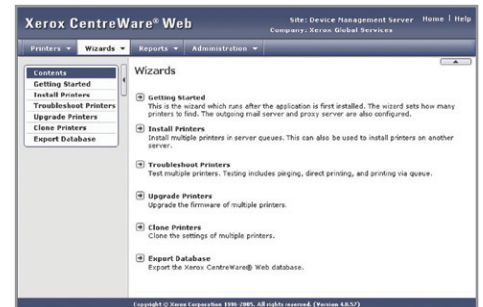 Xerox CentreWare® Web
Site: Device Management Server Home | Help
Company: Xerox Global Services
Printers Wizards Reports Administration
Contents
Getting Started
Install Printers
Troubleshoot Printers
Upgrade Printers
Clone Printers
Export Database
Wizards
Getting Started
This is the wizard which runs after the application is first installed. The wizard sets how many
printers to find. The outgoing mail server and proxy server are also configured.
Install Printers
Install multiple printers in server queues. This can also be used to install printers on another
server.
Troubleshoot Printers
Test multiple printers. Testing includes pinging, direct printing, and printing via queue.
Upgrade Printers
Upgrade the firmware of multiple printers.
Clone Printers
Clone the settings of multiple printers.
Export Database
Export the Xerox CentreWare® Web database.
Copyright © Xerox Corporation 1996-2005. All rights reserved. (Version 4.0.57)